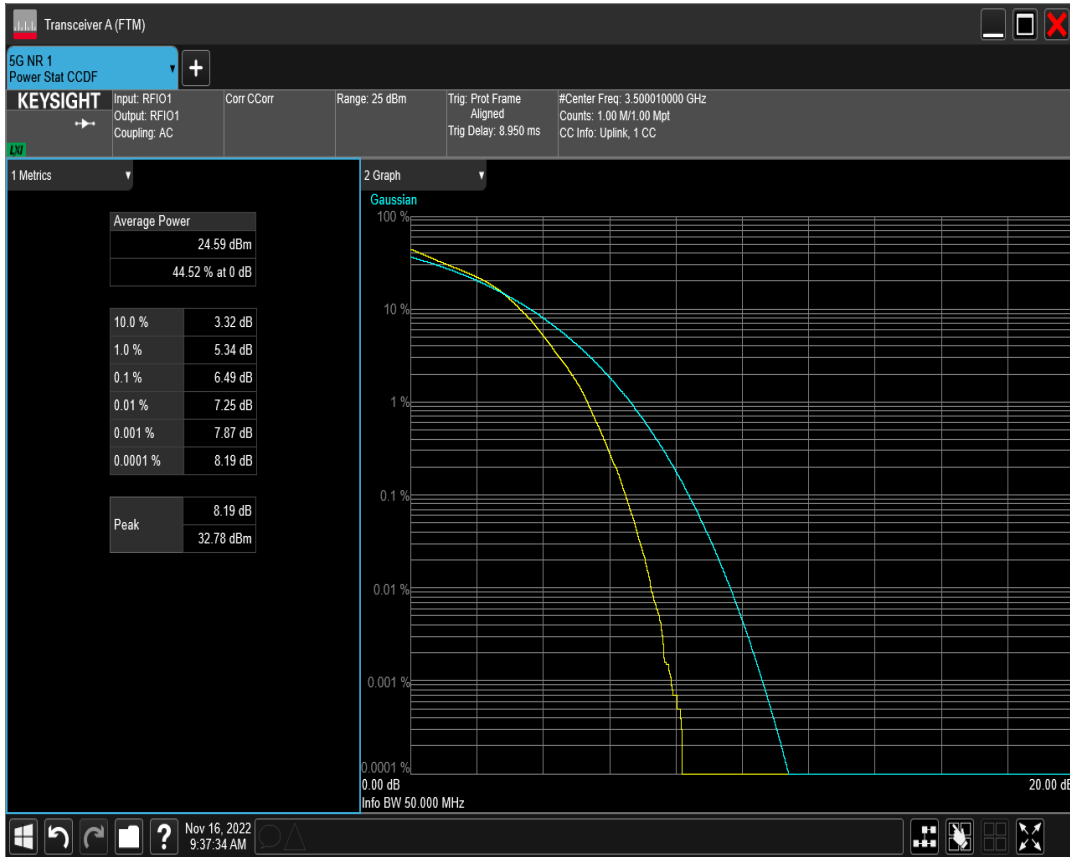 Transceiver A (FTM)
5G NR 1
Power Stat CCDF
KEYSIGHT
LXI
Input: RFIO1
Output: RFIO1
Coupling: AC
Corr CCorr
Range: 25 dBm
Trig: Prot Frame
Aligned
Trig Delay: 8.950 ms
#Center Freq: 3.500010000 GHz
Counts: 1.00 M/1.00 Mpt
CC Info: Uplink, 1 CC
1 Metrics
Average Power
24.59 dBm
44.52 % at 0 dB
10.0 % 3.32 dB
1.0 % 5.34 dB
0.1 % 6.49 dB
0.01 % 7.25 dB
0.001 % 7.87 dB
0.0001 % 8.19 dB
Peak
8.19 dB
32.78 dBm
2 Graph
Gaussian
100 %
10 %
1 %
0.1 %
0.01 %
0.001 %
0.0001 %
0.00 dB
20.00 dB
Info BW 50.000 MHz
?
Nov 16, 2022
9:37:34 AM